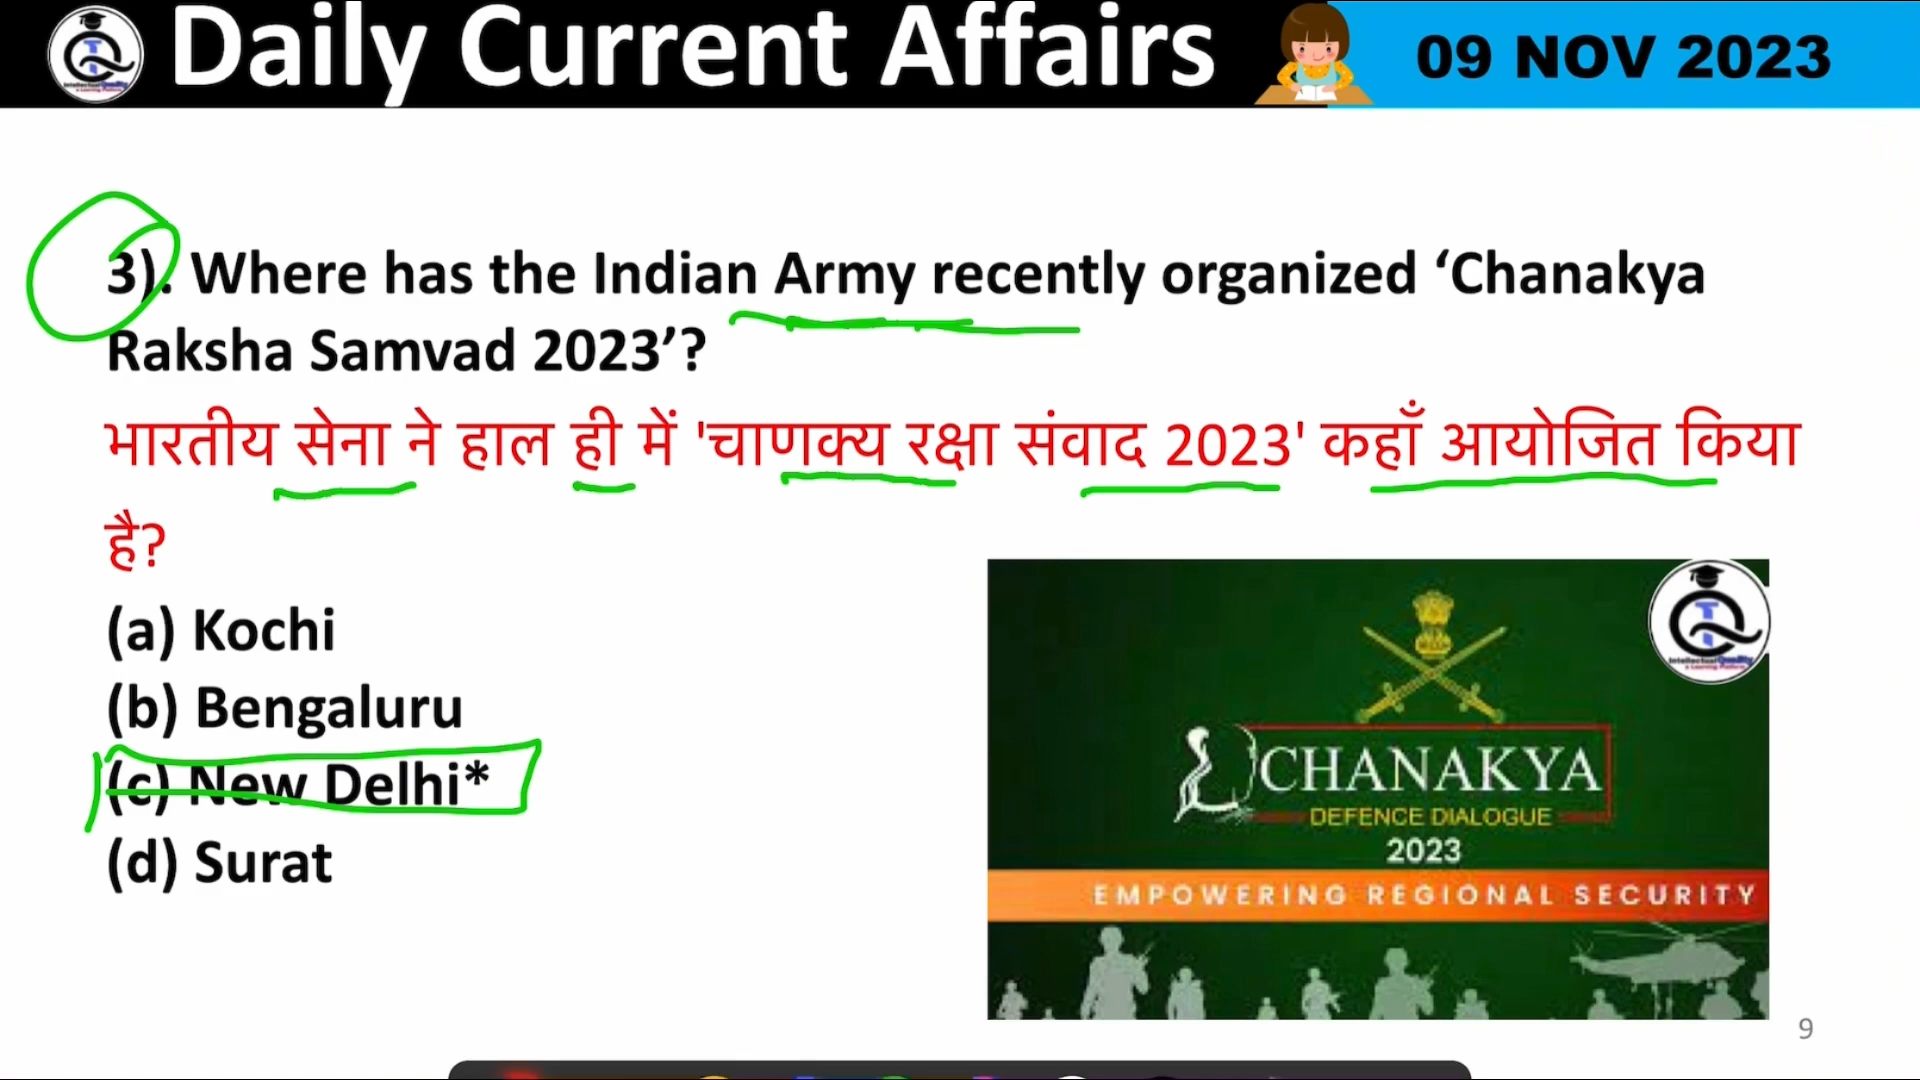 Daily Current Affairs
09 NOV 2023
3). Where has the Indian Army recently organized ‘Chanakya
Raksha Samvad 2023’?
भारतीय सेना ने हाल ही में 'चाणक्य रक्षा संवाद 2023' कहाँ आयोजित किया
है?
(a) Kochi
(b) Bengaluru
(c) New Delhi*
(d) Surat
CHANAKYA
DEFENCE DIALOGUE
2023
EMPOWERING REGIONAL SECURITY
9